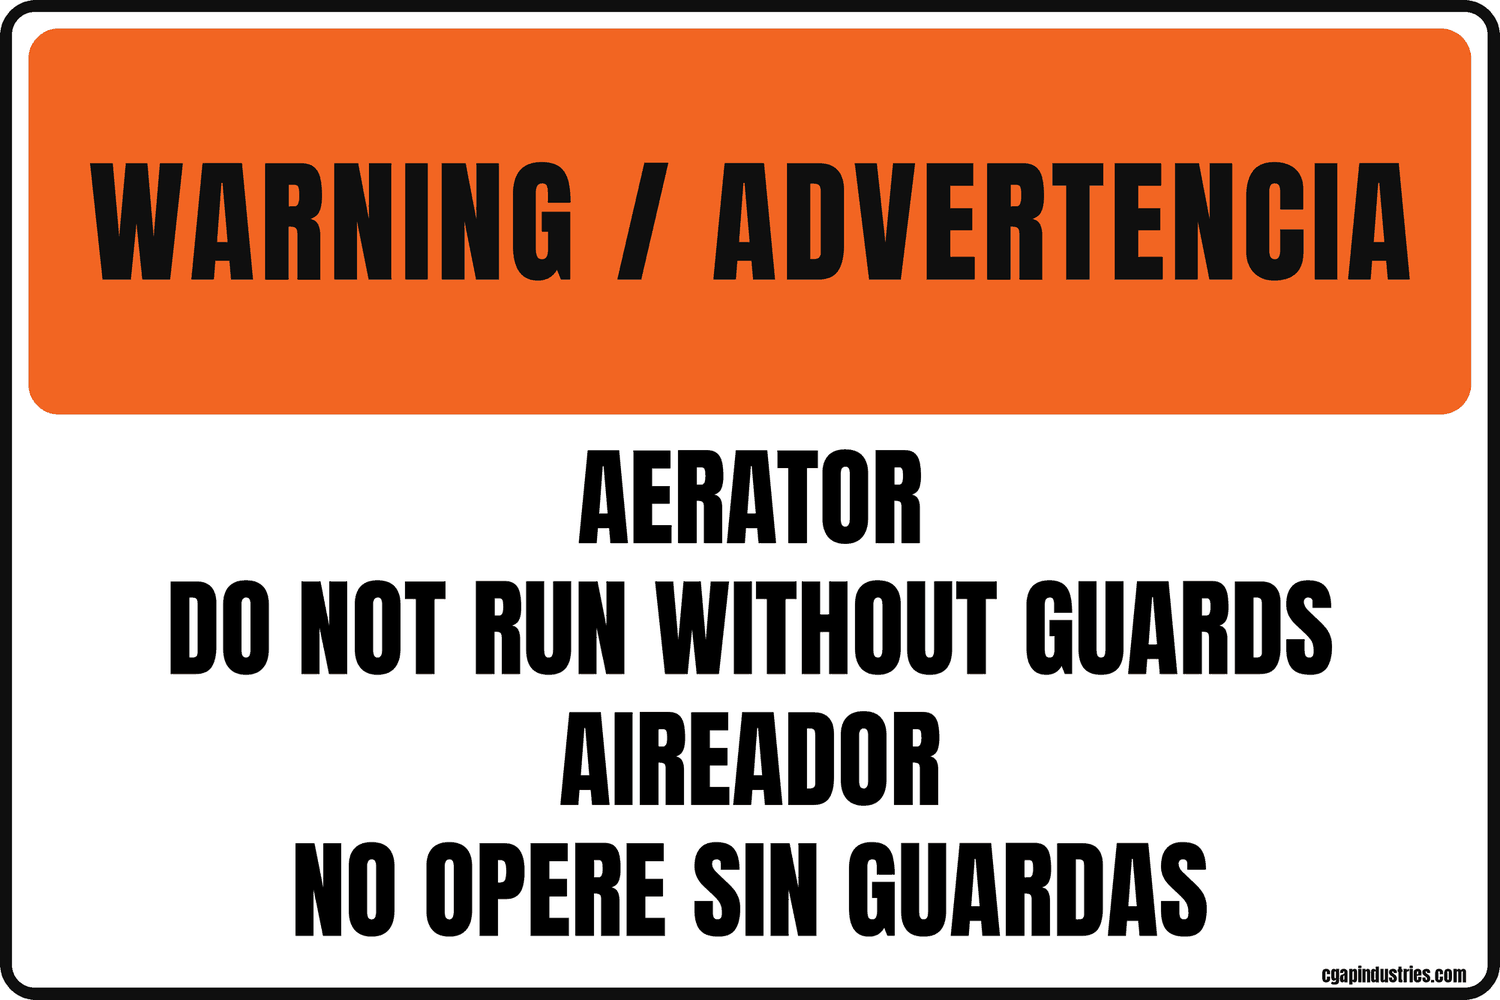 WARNING / ADVERTENCIA
AERATOR
DO NOT RUN WITHOUT GUARDS
AIREADOR
NO OPERE SIN GUARDAS
cgapindustries.com